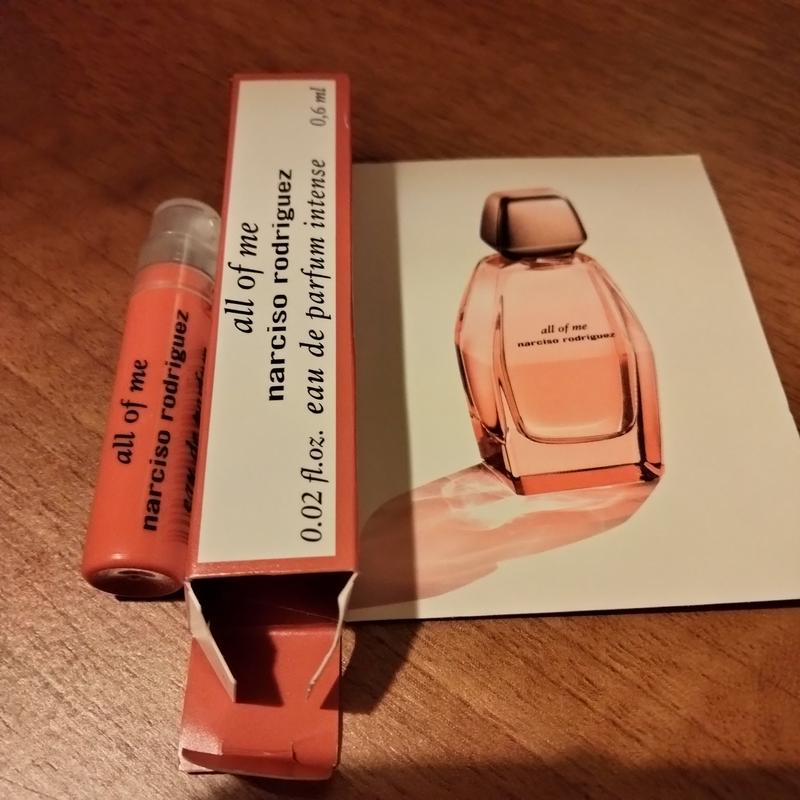 all of me
narciso rodriguez
all of me
narciso rodriguez
0.02 fl.oz. eau de parfum intense 0,6 ml
all of me
narciso rodriguez